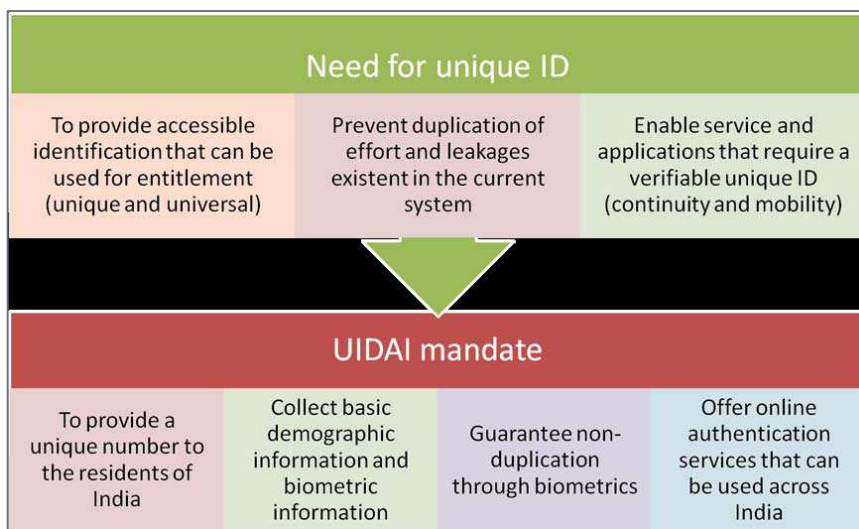 Need for unique ID
To provide accessible
identification that can be
used for entitlement
(unique and universal)
Prevent duplication of
effort and leakages
existent in the current
system
Enable service and
applications that require a
verifiable unique ID
(continuity and mobility)
UIDAI mandate
To provide a
unique number to
the residents of
India
Collect basic
demographic
information and
biometric
information
Guarantee non-
duplication
through biometrics
Offer online
authentication
services that can
be used across
India